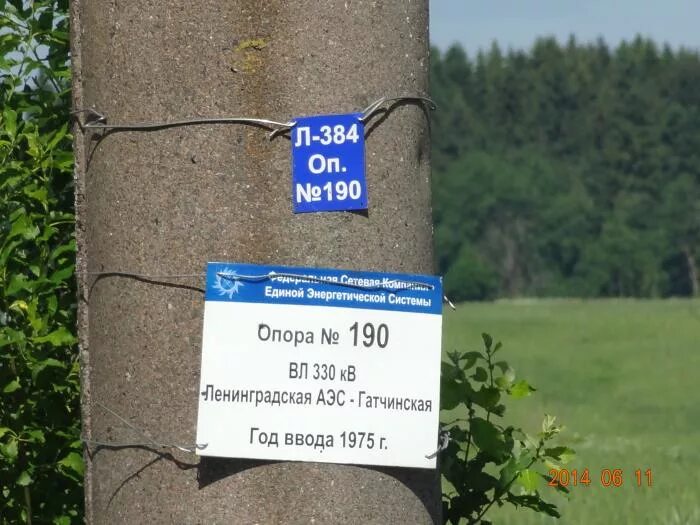 Л-384
Оп.
№190
Федеральная Сетевая Компания
Единой Энергетической Системы
Опора № 190
ВЛ 330 кВ
Ленинградская АЭС - Гатчинская
Год ввода 1975 г.
2014 06 11